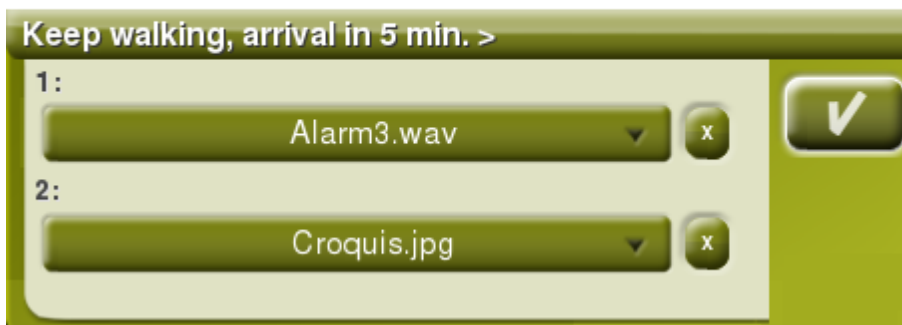 Keep walking, arrival in 5 min. >
1:
Alarm3.wav
x
2:
Croquis.jpg
x